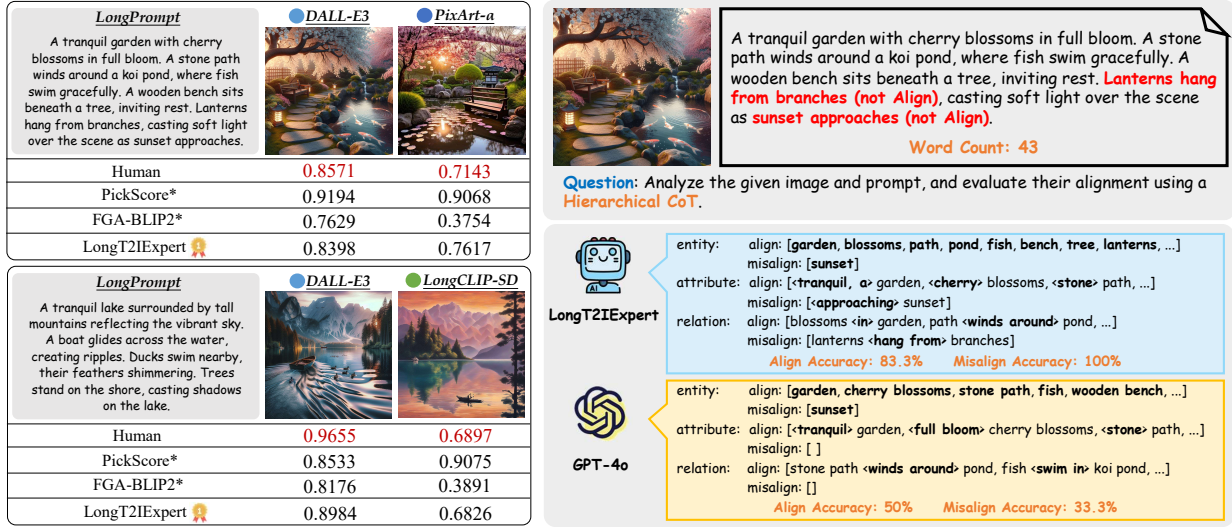 LongPrompt
DALL-E3
PixArt-a
A tranquil garden with cherry
blossoms in full bloom. A stone path
winds around a koi pond, where fish
swim gracefully. A wooden bench sits
beneath a tree, inviting rest. Lanterns
hang from branches, casting soft light
over the scene as sunset approaches.
Human 0.8571 0.7143
PickScore* 0.9194 0.9068
FGA-BLIP2* 0.7629 0.3754
LongT2IExpert 1 0.8398 0.7617
LongPrompt
DALL-E3
LongCLIP-SD
A tranquil lake surrounded by tall
mountains reflecting the vibrant sky.
A boat glides across the water,
creating ripples. Ducks swim nearby,
their feathers shimmering. Trees
stand on the shore, casting shadows
on the lake.
Human 0.9655 0.6897
PickScore* 0.8533 0.9075
FGA-BLIP2* 0.8176 0.3891
LongT2IExpert 1 0.8984 0.6826
A tranquil garden with cherry blossoms in full bloom. A stone
path winds around a koi pond, where fish swim gracefully. A
wooden bench sits beneath a tree, inviting rest. Lanterns hang
from branches (not Align), casting soft light over the scene
as sunset approaches (not Align).
Word Count: 43
Question: Analyze the given image and prompt, and evaluate their alignment using a
Hierarchical CoT.
AI
LongT2IExpert
entity: align: [garden, blossoms, path, pond, fish, bench, tree, lanterns, ...]
misalign: [sunset]
attribute: align: [<tranquil, a> garden, <cherry> blossoms, <stone> path, ...]
misalign: [<approaching> sunset]
relation: align: [blossoms <in> garden, path <winds around> pond, ...]
misalign: [lanterns <hang from> branches]
Align Accuracy: 83.3% Misalign Accuracy: 100%
GPT-4o
entity: align: [garden, cherry blossoms, stone path, fish, wooden bench, ...]
misalign: [sunset]
attribute: align: [<tranquil> garden, <full bloom> cherry blossoms, <stone> path, ...]
misalign: [ ]
relation: align: [stone path <winds around> pond, fish <swim in> koi pond, ...]
misalign: []
Align Accuracy: 50% Misalign Accuracy: 33.3%